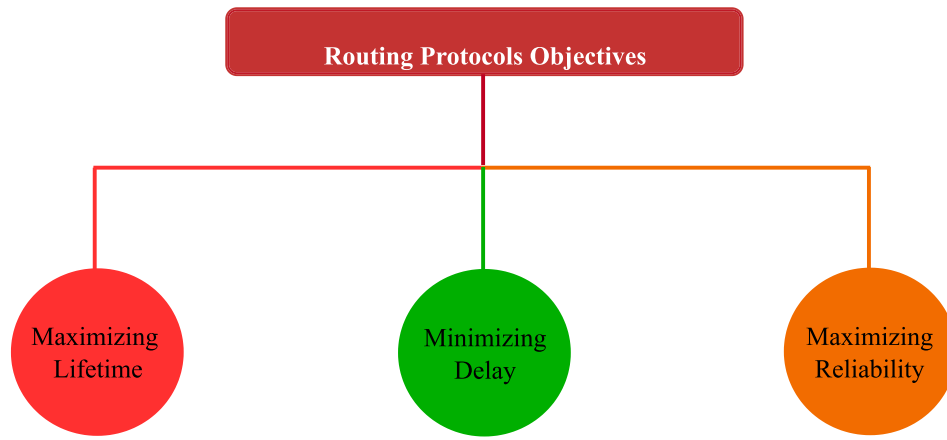 Routing Protocols Objectives
Maximizing
Lifetime
Minimizing
Delay
Maximizing
Reliability